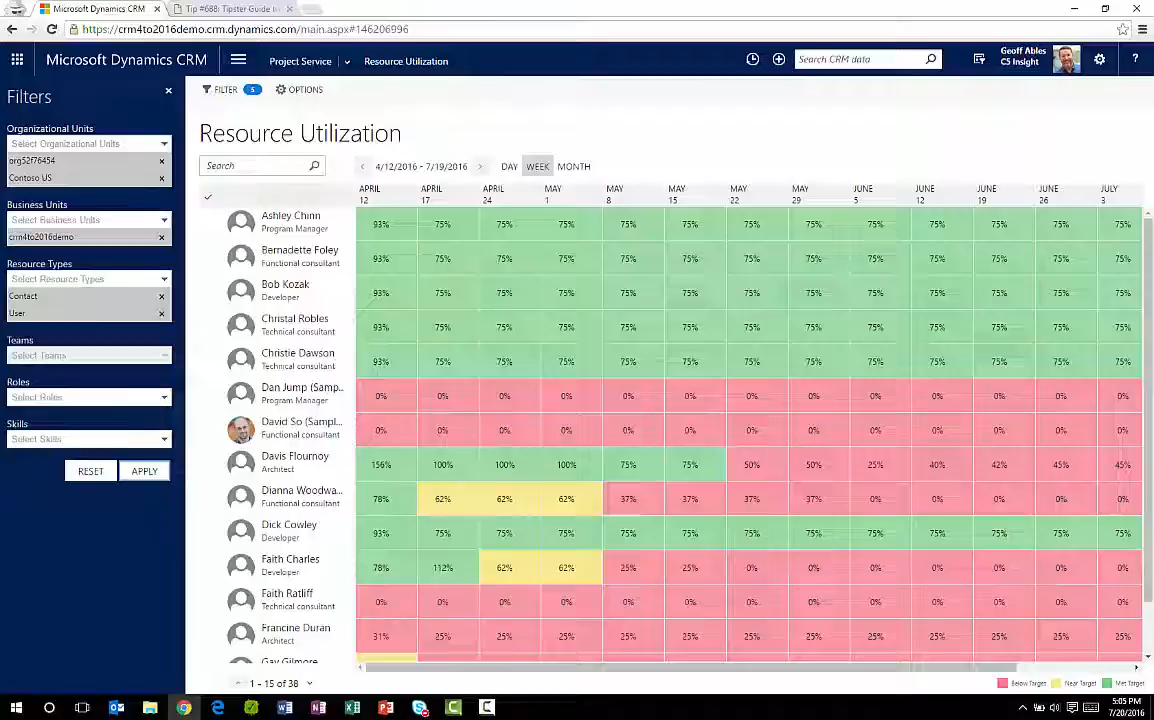 Microsoft Dynamics CRM
Tip #688: Tipster Guide to
https://crm4to2016demo.crm.dynamics.com/main.aspx#146206996
Microsoft Dynamics CRM
Project Service
Resource Utilization
Search CRM data
Geoff Ables
C5 Insight
?
Filters
Organizational Units
Select Organizational Units
org52f76454
Contoso US
Business Units
Select Business Units
crm4to2016demo
Resource Types
Select Resource Types
Contact
User
Teams
Select Teams
Roles
Select Roles
Skills
Select Skills
RESET APPLY
FILTER 5 OPTIONS
Resource Utilization
Search 4/12/2016 - 7/19/2016 DAY WEEK MONTH
APRIL APRIL APRIL MAY MAY MAY MAY MAY JUNE JUNE JUNE JUNE JULY
12 17 24 1 8 15 22 29 5 12 19 26 3
Ashley Chinn
Program Manager
93% 75% 75% 75% 75% 75% 75% 75% 75% 75% 75% 75% 75%
Bernadette Foley
Functional consultant
93% 75% 75% 75% 75% 75% 75% 75% 75% 75% 75% 75% 75%
Bob Kozak
Developer
93% 75% 75% 75% 75% 75% 75% 75% 75% 75% 75% 75% 75%
Christal Robles
Technical consultant
93% 75% 75% 75% 75% 75% 75% 75% 75% 75% 75% 75% 75%
Christie Dawson
Technical consultant
93% 75% 75% 75% 75% 75% 75% 75% 75% 75% 75% 75% 75%
Dan Jump (Samp...
Program Manager
0% 0% 0% 0% 0% 0% 0% 0% 0% 0% 0% 0% 0%
David So (Sampl...
Functional consultant
0% 0% 0% 0% 0% 0% 0% 0% 0% 0% 0% 0% 0%
Davis Flournoy
Architect
156% 100% 100% 100% 75% 75% 50% 50% 25% 40% 42% 45% 45%
Dianna Woodwa...
Functional consultant
78% 62% 62% 62% 37% 37% 37% 37% 0% 0% 0% 0% 0%
Dick Cowley
Developer
93% 75% 75% 75% 75% 75% 75% 75% 75% 75% 75% 75% 75%
Faith Charles
Developer
78% 112% 62% 62% 25% 25% 0% 0% 0% 0% 0% 0% 0%
Faith Ratliff
Technical consultant
0% 0% 0% 0% 0% 0% 0% 0% 0% 0% 0% 0% 0%
Francine Duran
Architect
31% 25% 25% 25% 25% 25% 25% 25% 25% 25% 25% 25% 25%
Gay Gilmore
1 - 15 of 38
Below Target Near Target Met Target
5:05 PM
7/20/2016